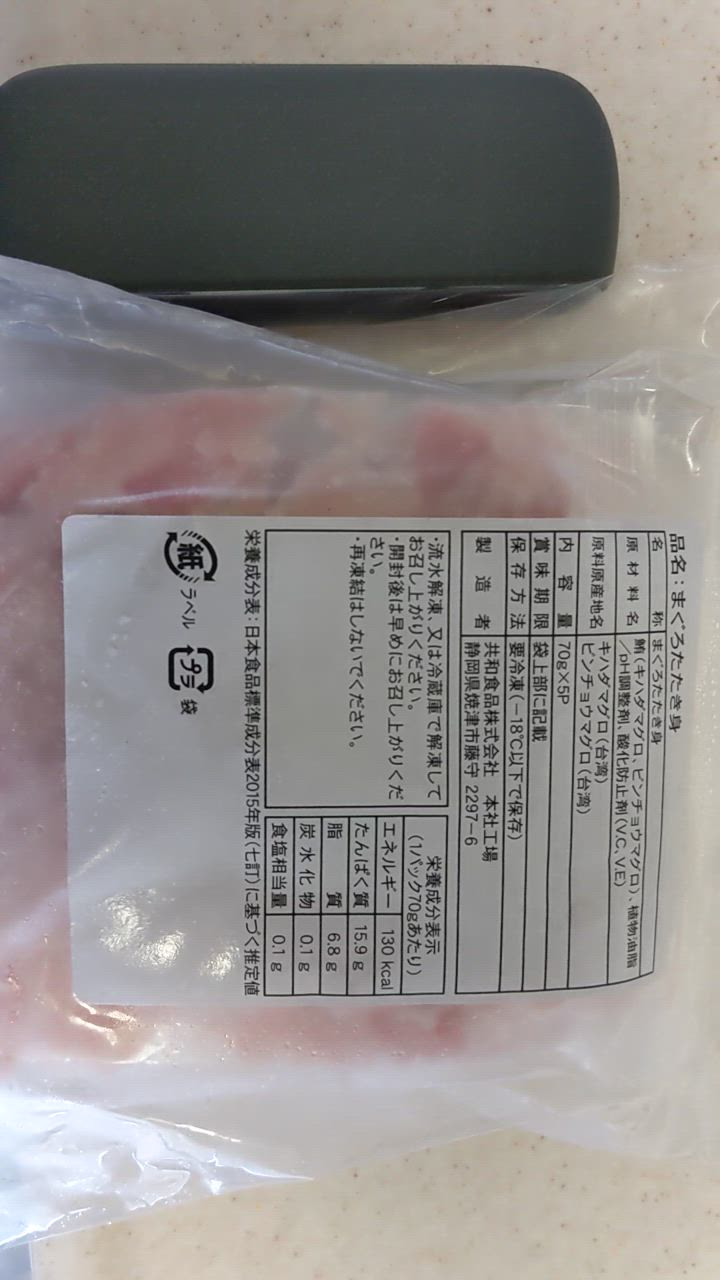 品名:まぐろたたき身
名称 まぐろたたき身
原材料名 鮪(キハダマグロ、ビンチョウマグロ)、植物油脂
/pH調整剤、酸化防止剤(V.C、V.E)
原料原産地名 キハダマグロ(台湾)
ビンチョウマグロ(台湾)
内容量 70g×5P
賞味期限 袋上部に記載
保存方法 要冷凍(-18℃以下で保存)
製造者 共和食品株式会社 本社工場
静岡県焼津市藤守 2297-6
・流水解凍、又は冷蔵庫で解凍して
お召し上がりください。
・開封後は早めにお召し上がりくだ
さい。
・再凍結はしないでください。
栄養成分表示
(1パック70gあたり)
エネルギー 130 kcal
たんぱく質 15.9 g
脂質 6.8 g
炭水化物 0.1 g
食塩相当量 0.1 g
栄養成分表:日本食品標準成分表2015年版(七訂)に基づく推定値
紙 ラベル プラ 袋